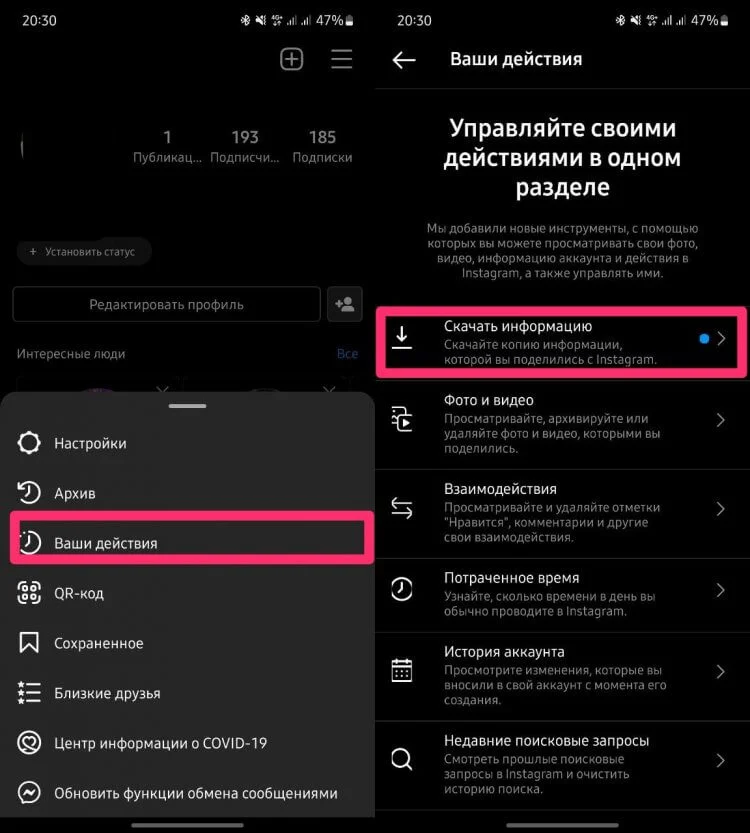 20:30
4G+
47%
1
193
185
Публикац...
Подписчи...
Подписки
+ Установить статус
Редактировать профиль
Интересные люди
Все
Настройки
Архив
Ваши действия
QR-код
Сохраненное
Близкие друзья
Центр информации о COVID-19
Обновить функции обмена сообщениями
20:30
4G+
47%
Ваши действия
Управляйте своими
действиями в одном
разделе
Мы добавили новые инструменты, с помощью
которых вы можете просматривать свои фото,
видео, информацию аккаунта и действия в
Instagram, а также управлять ими.
Скачать информацию
Скачайте копию информации,
которой вы поделились с Instagram.
Фото и видео
Просматривайте, архивируйте или
удаляйте фото и видео, которыми вы
поделились.
Взаимодействия
Просматривайте и удаляйте отметки
"Нравится", комментарии и другие
свои взаимодействия.
Потраченное время
Узнайте, сколько времени в день вы
обычно проводите в Instagram.
История аккаунта
Просмотрите изменения, которые вы
вносили в свой аккаунт с момента его
создания.
Недавние поисковые запросы
Смотреть прошлые поисковые
запросы в Instagram и очистить
историю поиска.